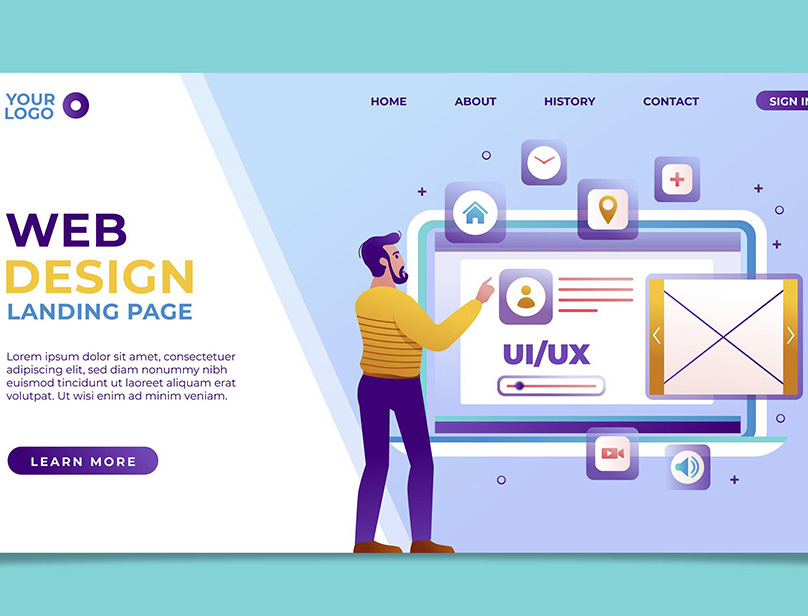 YOUR
LOGO
HOME
ABOUT
HISTORY
CONTACT
SIGN IN
WEB
DESIGN
LANDING PAGE
Lorem ipsum dolor sit amet, consectetuer
adipiscing elit, sed diam nonummy nibh
euismod tincidunt ut laoreet aliquam erat
volutpat. Ut wisi enim ad minim veniam.
LEARN MORE
UI/UX